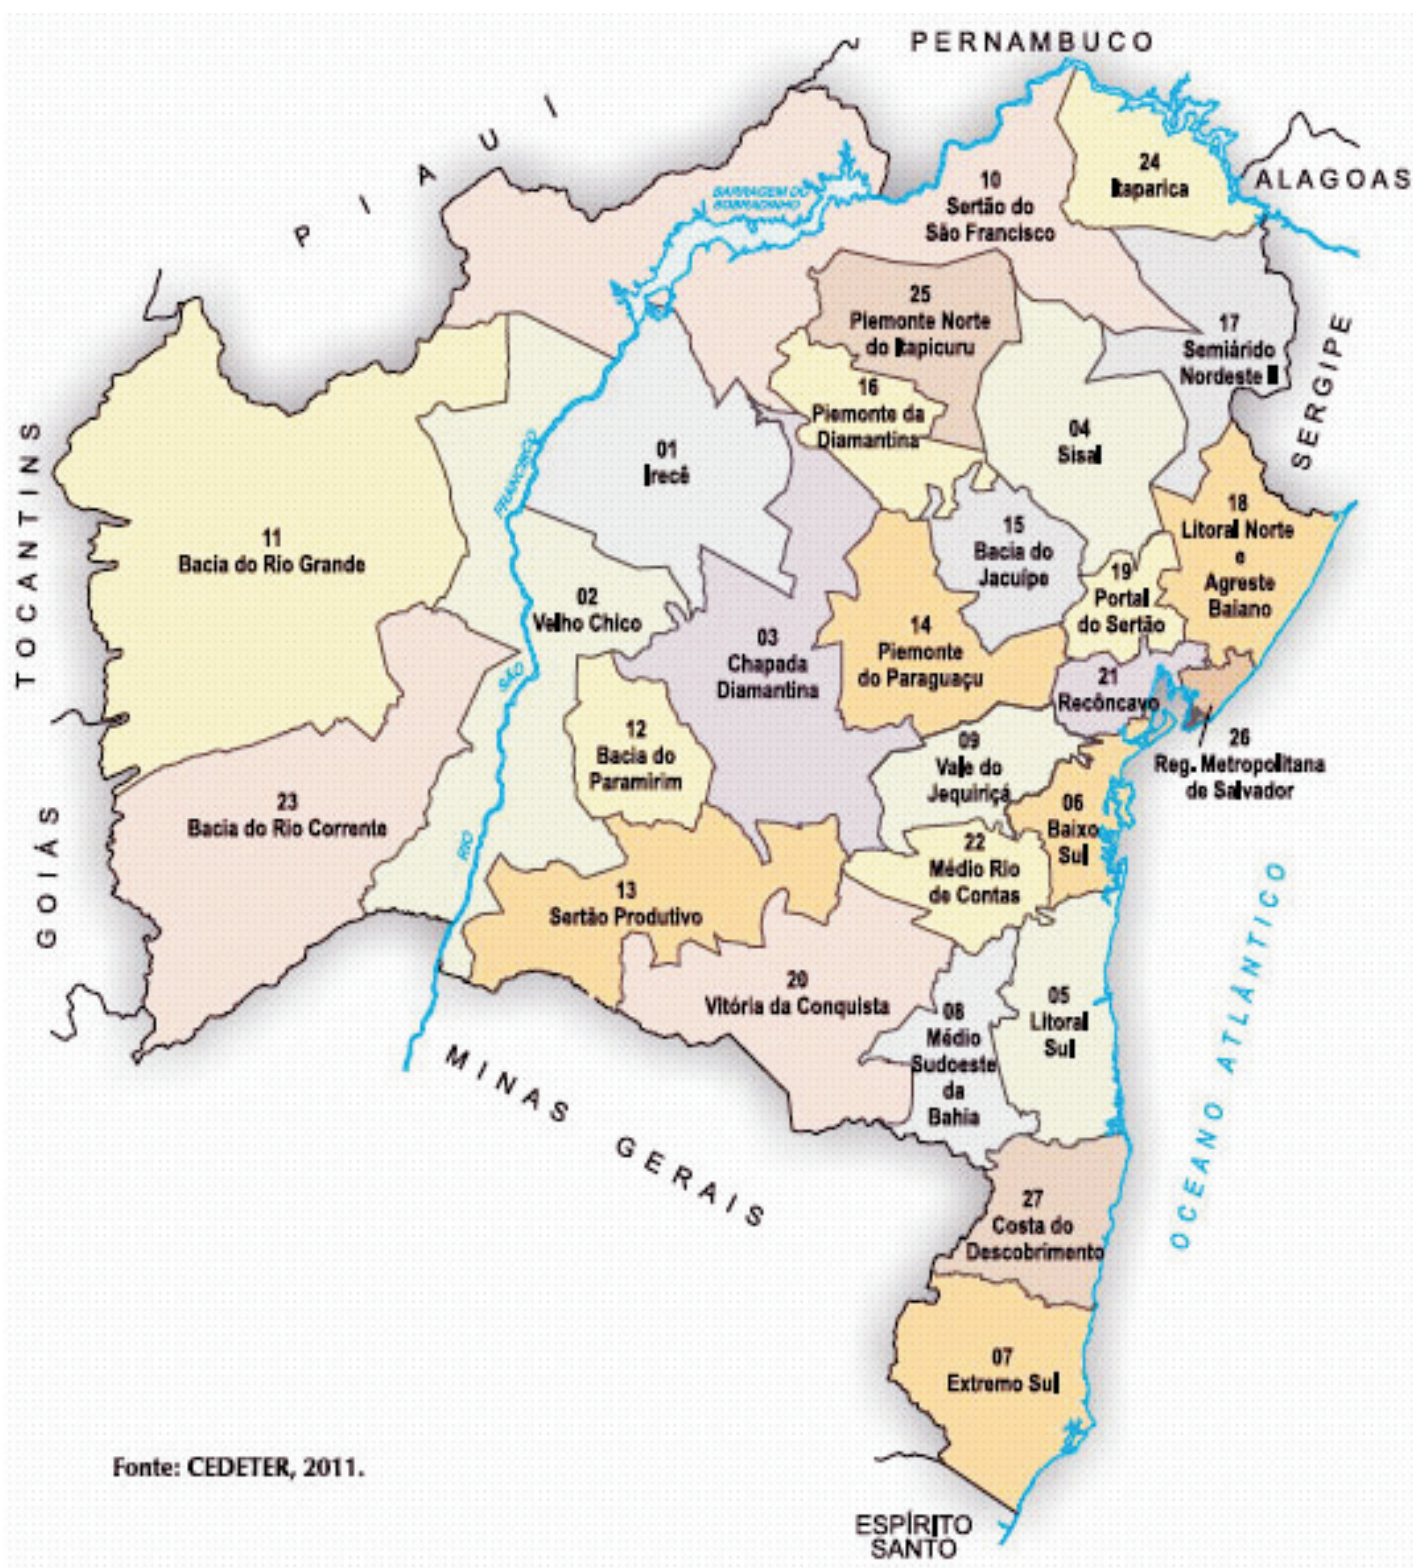 PERNAMBUCO
PIAUI
ALAGOAS
BARRAGEM DO
SOBRADINHO
24
Itaparica
10
Sertão do
São Francisco
25
Piemonte Norte
do Itapicuru
17
Semiárido
Nordeste II
SERGIPE
16
Piemonte da
Diamantina
04
Sisal
01
Irecê
FRANCISCO
TOCANTINS
11
Bacia do Rio Grande
18
Litoral Norte
e
Agreste
Baiano
15
Bacia do
Jacuípe
19
Portal
do Sertão
02
Velho Chico
03
Chapada
Diamantina
14
Piemonte
do Paraguaçu
SÃO
21
Recôncavo
12
Bacia do
Paramirim
09
Vale do
Jequiriçá
26
Reg. Metropolitana
de Salvador
23
Bacia do Rio Corrente
06
Baixo
Sul
RIO
22
Médio Rio
de Contas
GOIÁS
13
Sertão Produtivo
20
Vitória da Conquista
08
Médio
Sudoeste
da
Bahia
05
Litoral
Sul
OCEANO ATLÂNTICO
MINAS GERAIS
27
Costa do
Descobrimento
07
Extremo Sul
Fonte: CEDETER, 2011.
ESPÍRITO
SANTO